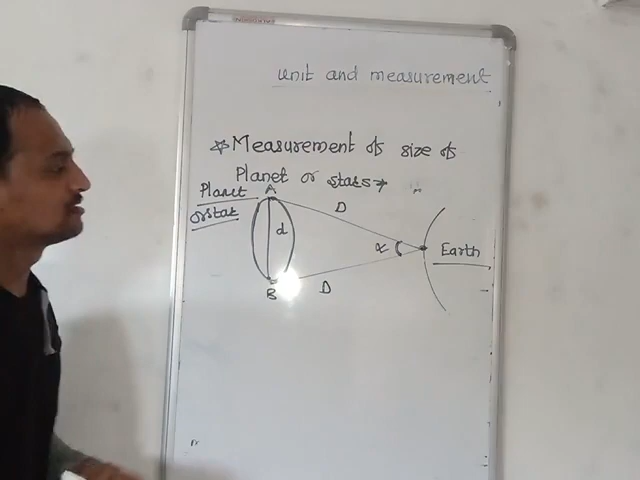 unit and measurement
☆ Measurement of size of
Planet or stars →
Planet
or star
A
D
d
α
Earth
B
D